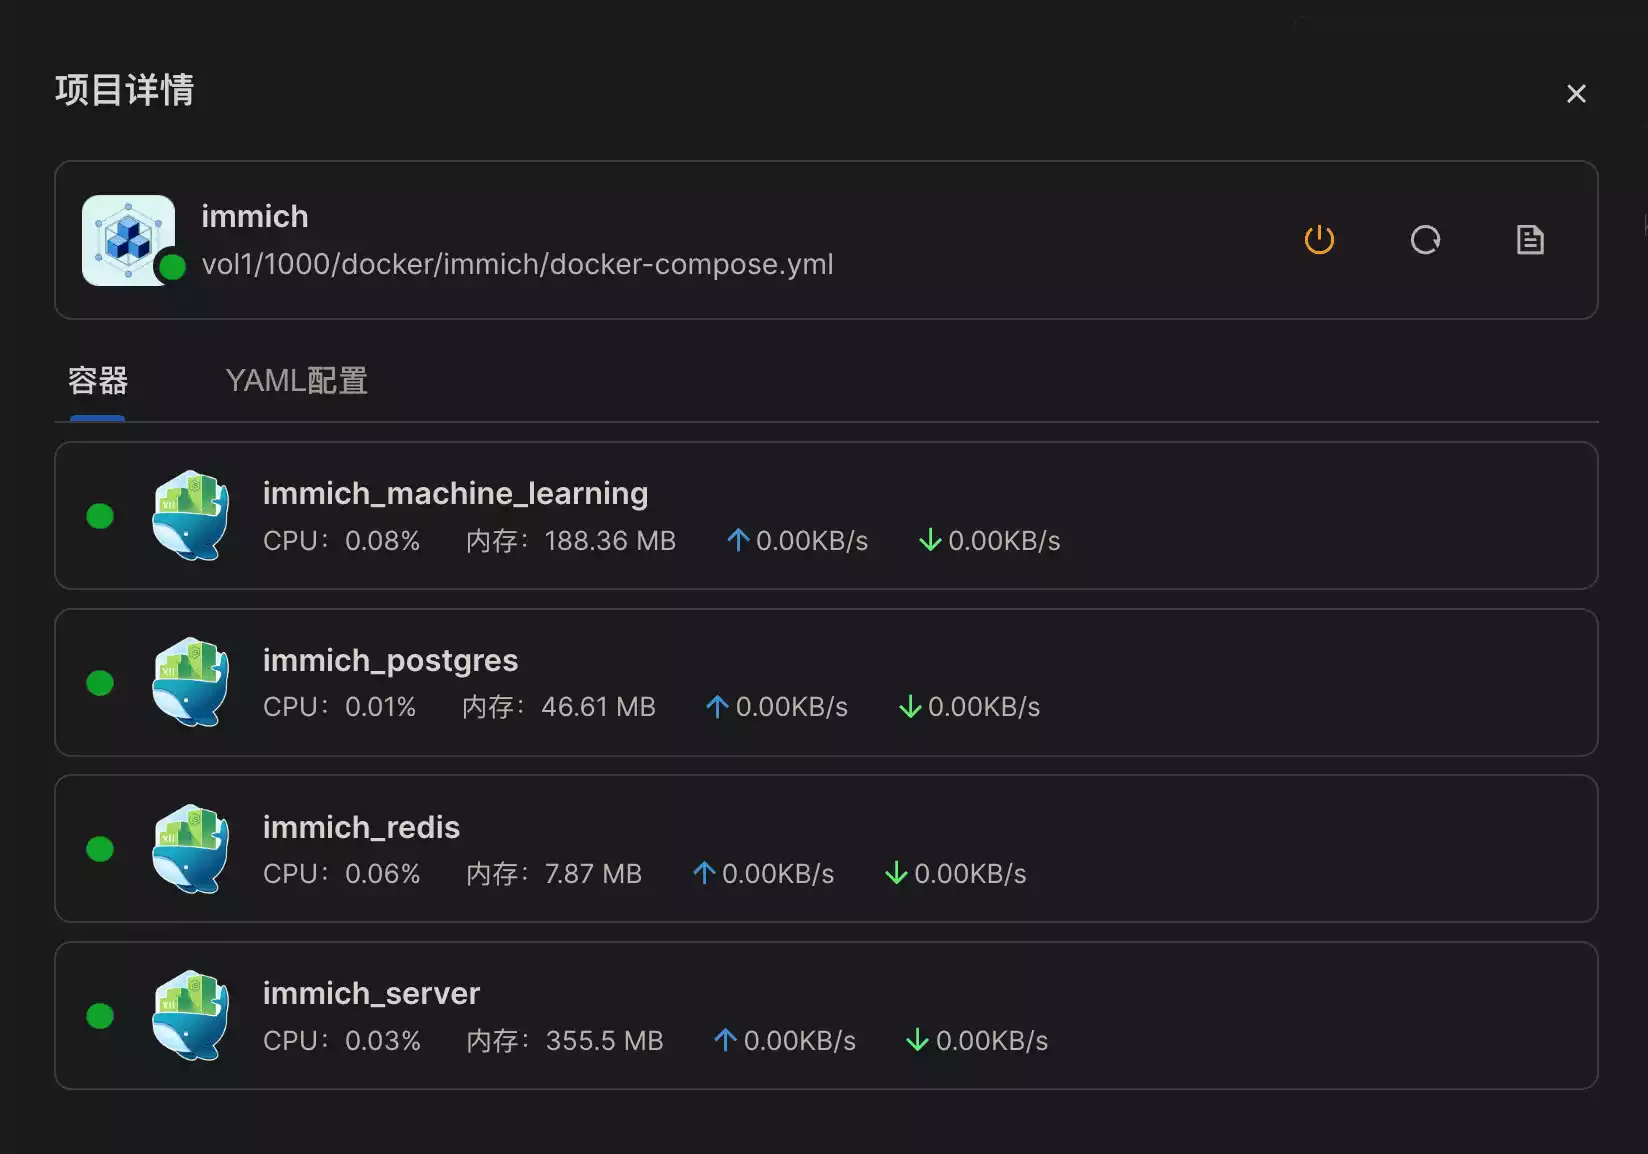 项目详情
immich
vol1/1000/docker/immich/docker-compose.yml
容器 YAML配置
immich_machine_learning
CPU：0.08% 内存：188.36 MB 0.00KB/s 0.00KB/s
immich_postgres
CPU：0.01% 内存：46.61 MB 0.00KB/s 0.00KB/s
immich_redis
CPU：0.06% 内存：7.87 MB 0.00KB/s 0.00KB/s
immich_server
CPU：0.03% 内存：355.5 MB 0.00KB/s 0.00KB/s